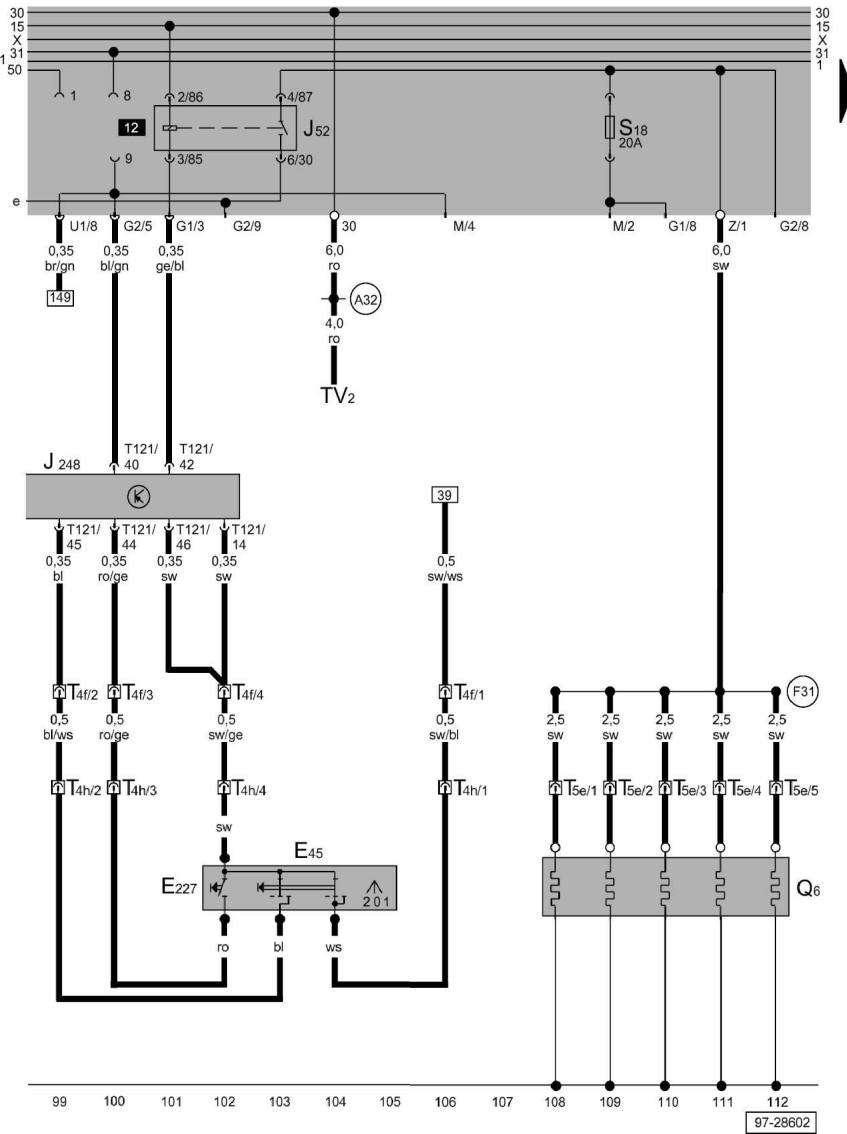 30 30
15 15
X X
31 31
1 1
50
1 8 2/86 4/87
12 J52 S18
20A
9 3/85 6/30
e
U1/8 G2/5 G1/3 G2/9 30 M/4 M/2 G1/8 Z/1 G2/8
0,35 0,35 0,35 6,0 6,0
br/gn bl/gn ge/bl ro sw
149 A32 
4,0
ro
TV2
J 248 T121/ T121/
40 42
39
T121/ T121/ T121/ T121/
45 44 46 14
0,35 0,35 0,35 0,35 0,5
bl ro/ge sw sw sw/ws
T4f/2 T4f/3 T4f/4 T4f/1 F31
0,5 0,5 0,5 0,5 2,5 2,5 2,5 2,5 2,5
bl/ws ro/ge sw/ge sw/bl sw sw sw sw sw
T4h/2 T4h/3 T4h/4 T4h/1 T5e/1 T5e/2 T5e/3 T5e/4 T5e/5
sw
E45
E227 Q6
2 0 1
ro bl ws
99 100 101 102 103 104 105 106 107 108 109 110 111 112
97-28602